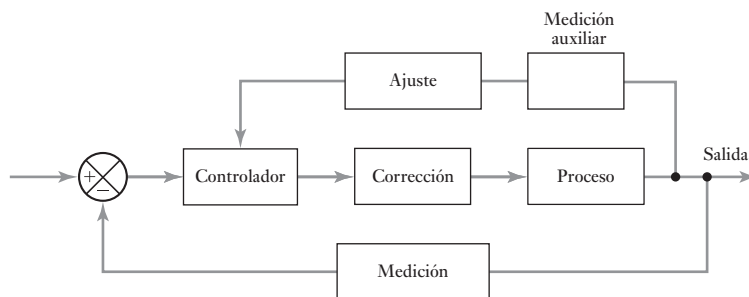 Medición
auxiliar
Ajuste
Salida
+
−
Controlador
Corrección
Proceso
Medición